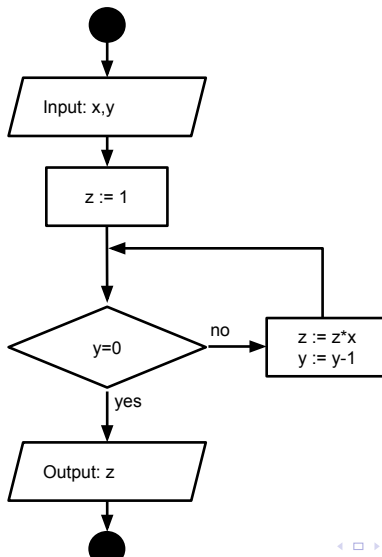 Input: x,y
z := 1
y=0
no
z := z*x
y := y-1
yes
Output: z